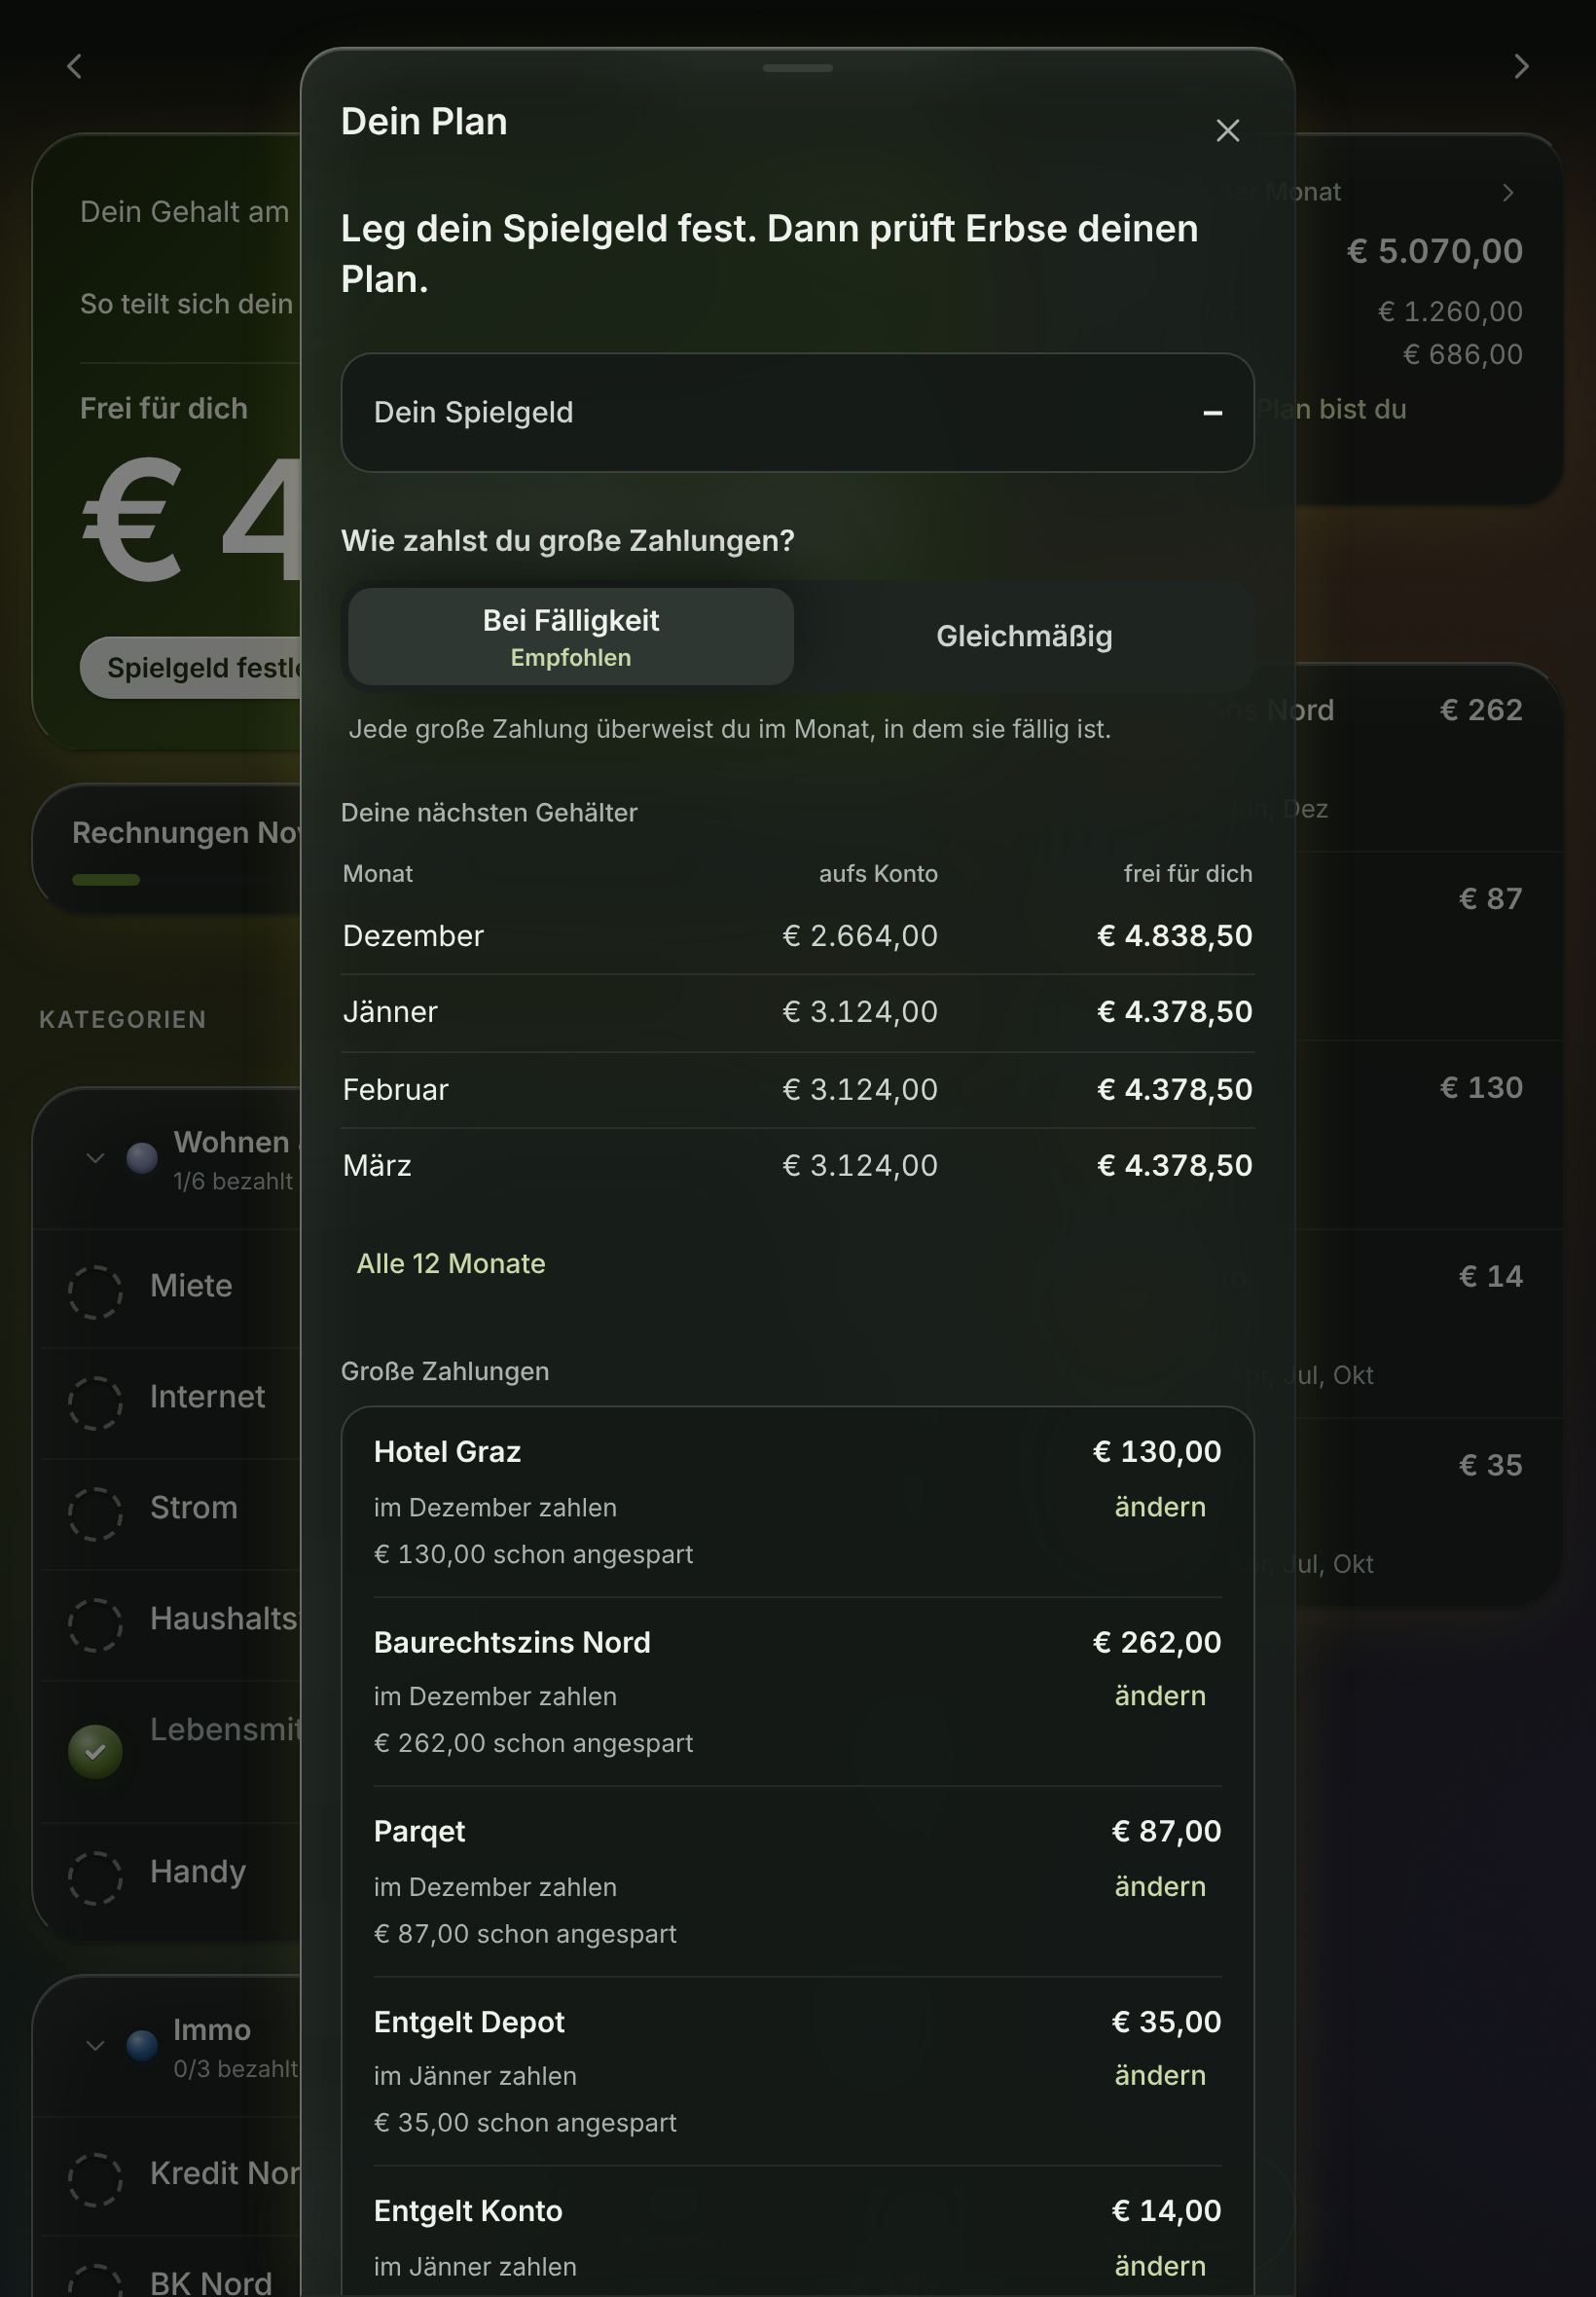 Dein Plan
Leg dein Spielgeld fest. Dann prüft Erbse deinen
Plan.
Dein Spielgeld –
Wie zahlst du große Zahlungen?
Bei Fälligkeit
Empfohlen
Gleichmäßig
Jede große Zahlung überweist du im Monat, in dem sie fällig ist.
Deine nächsten Gehälter
Monat aufs Konto frei für dich
Dezember € 2.664,00 € 4.838,50
Jänner € 3.124,00 € 4.378,50
Februar € 3.124,00 € 4.378,50
März € 3.124,00 € 4.378,50
Alle 12 Monate
Große Zahlungen
Hotel Graz € 130,00
im Dezember zahlen ändern
€ 130,00 schon angespart
Baurechtszins Nord € 262,00
im Dezember zahlen ändern
€ 262,00 schon angespart
Parqet € 87,00
im Dezember zahlen ändern
€ 87,00 schon angespart
Entgelt Depot € 35,00
im Jänner zahlen ändern
€ 35,00 schon angespart
Entgelt Konto € 14,00
im Jänner zahlen ändern
Dein Gehalt am
So teilt sich dein
Frei für dich
€ 4
Spielgeld
Rechnungen
KATEGORIEN
Wohnen
1/6 bezahlt
Miete
Internet
Strom
Handy
Immo
0/3 bezahlt
Kredit
BK Nord
Monat
€ 5.070,00
€ 1.260,00
€ 686,00
Plan bist du
Nord € 262
Dez
€ 87
€ 130
€ 14
Jul, Okt
€ 35
Jul, Okt